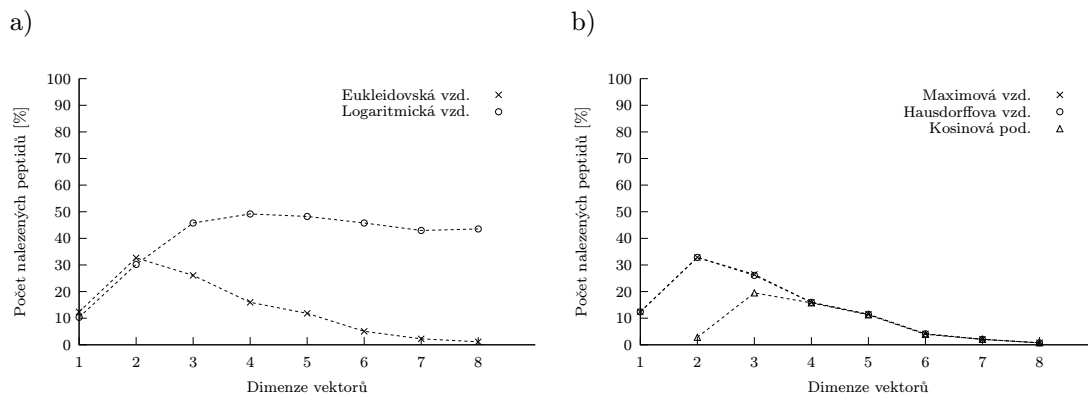 a)
Počet nalezených peptidů [%]
100
90
80
70
60
50
40
30
20
10
0
1 2 3 4 5 6 7 8
Dimenze vektorů
Eukleidovská vzd.
Logaritmická vzd.
b)
Počet nalezených peptidů [%]
100
90
80
70
60
50
40
30
20
10
0
1 2 3 4 5 6 7 8
Dimenze vektorů
Maximová vzd.
Hausdorffova vzd.
Kosinová pod.